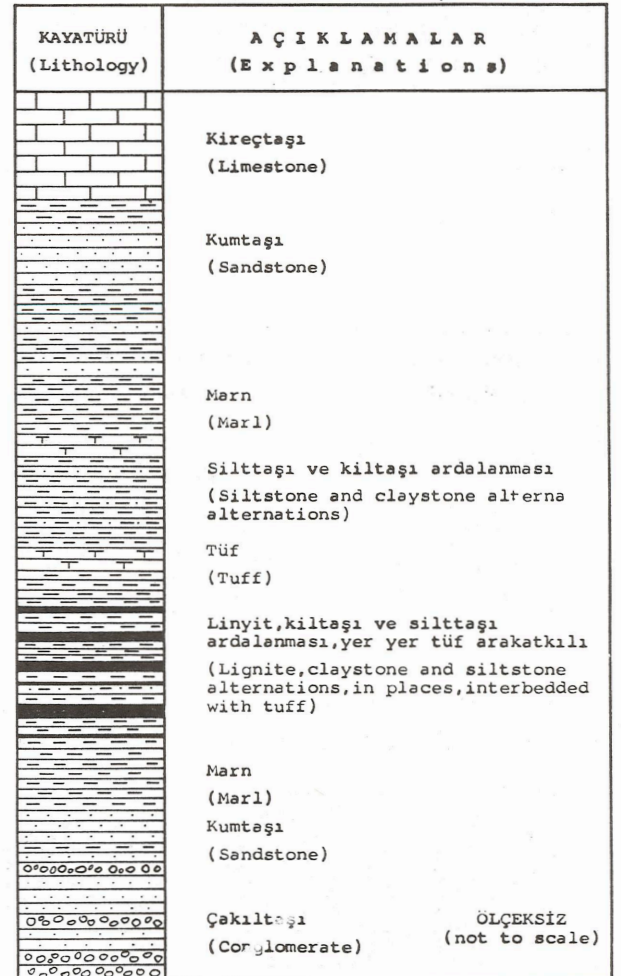 KAYATÜRÜ
(Lithology)
AÇIKLAMALAR
(Explanations)
Kireçtaşı
(Limestone)
Kumtaşı
(Sandstone)
Marn
(Marl)
Silttaşı ve kiltaşı ardalanması
(Siltstone and claystone alterna
alternations)
Tüf
(Tuff)
Linyit,kiltaşı ve silttaşı
ardalanması,yer yer tüf arakatkılı
(Lignite,claystone and siltstone
alternations,in places,interbedded
with tuff)
Marn
(Marl)
Kumtaşı
(Sandstone)
Çakıltaşı
(Conglomerate)
ÖLÇEKSİZ
(not to scale)